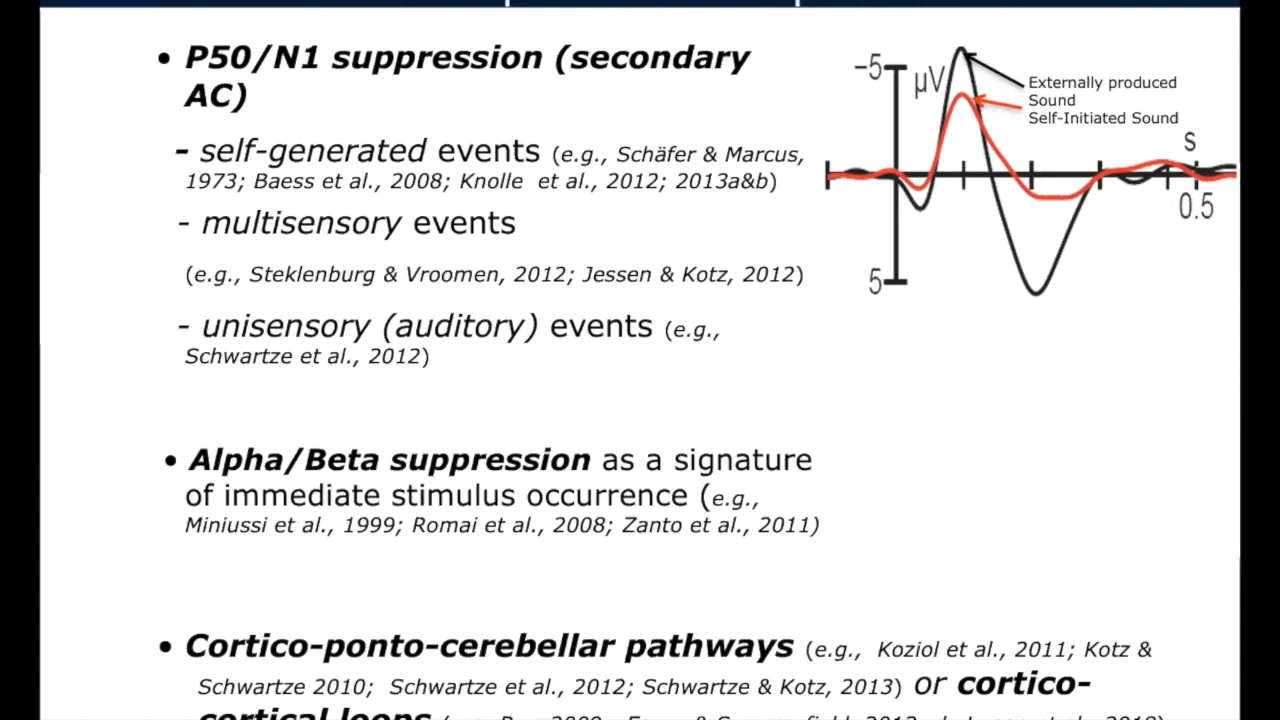 • P50/N1 suppression (secondary
AC)
- self-generated events (e.g., Schäfer & Marcus,
1973; Baess et al., 2008; Knolle et al., 2012; 2013a&b)
- multisensory events
(e.g., Steklenburg & Vroomen, 2012; Jessen & Kotz, 2012)
- unisensory (auditory) events (e.g.,
Schwartze et al., 2012)
−5
µV
Externally produced
Sound
Self-Initiated Sound
s
0.5
5
• Alpha/Beta suppression as a signature
of immediate stimulus occurrence (e.g.,
Miniussi et al., 1999; Romai et al., 2008; Zanto et al., 2011)
• Cortico-ponto-cerebellar pathways (e.g., Koziol et al., 2011; Kotz &
Schwartze 2010; Schwartze et al., 2012; Schwartze & Kotz, 2013) or cortico-
cortical loops